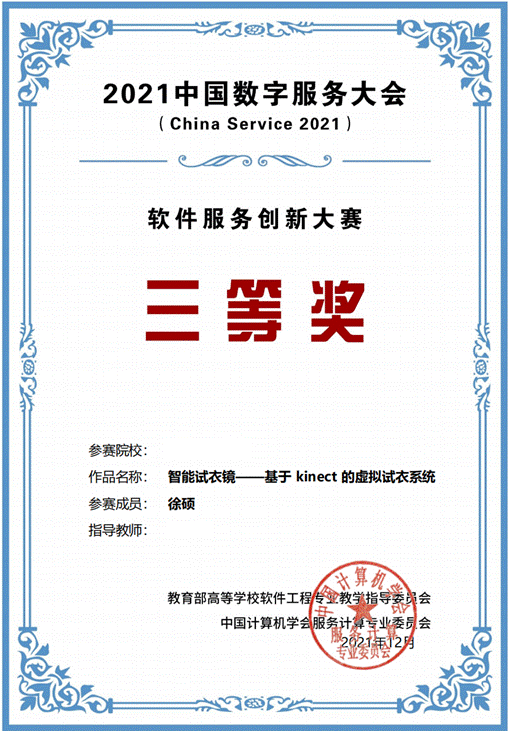 2021中国数字服务大会
（China Service 2021）
软件服务创新大赛
三等奖
参赛院校：
作品名称： 智能试衣镜——基于 kinect 的虚拟试衣系统
参赛成员： 徐硕
指导教师：
教育部高等学校软件工程专业教学指导委员会
中国计算机学会服务计算专业委员会
2021年12月
中国计算机学会
服务计算
专业委员会